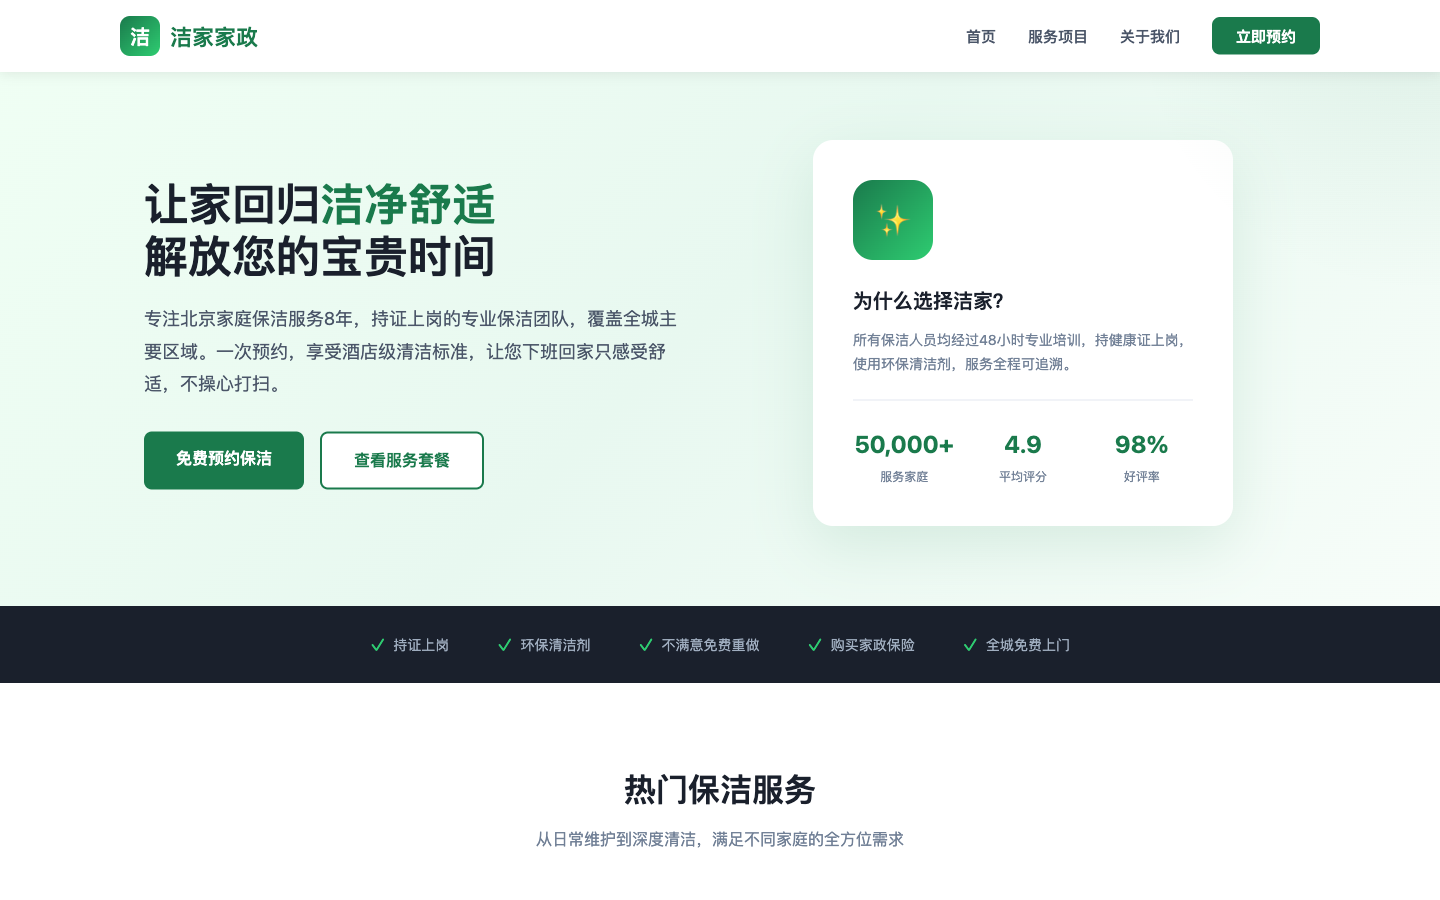 洁 洁家家政
首页 服务项目 关于我们 立即预约
让家回归洁净舒适
解放您的宝贵时间
专注北京家庭保洁服务8年，持证上岗的专业保洁团队，覆盖全城主
要区域。一次预约，享受酒店级清洁标准，让您下班回家只感受舒
适，不操心打扫。
免费预约保洁 查看服务套餐
为什么选择洁家?
所有保洁人员均经过48小时专业培训，持健康证上岗，
使用环保清洁剂，服务全程可追溯。
50,000+ 4.9 98%
服务家庭 平均评分 好评率
✓ 持证上岗 ✓ 环保清洁剂 ✓ 不满意免费重做 ✓ 购买家政保险 ✓ 全城免费上门
热门保洁服务
从日常维护到深度清洁，满足不同家庭的全方位需求